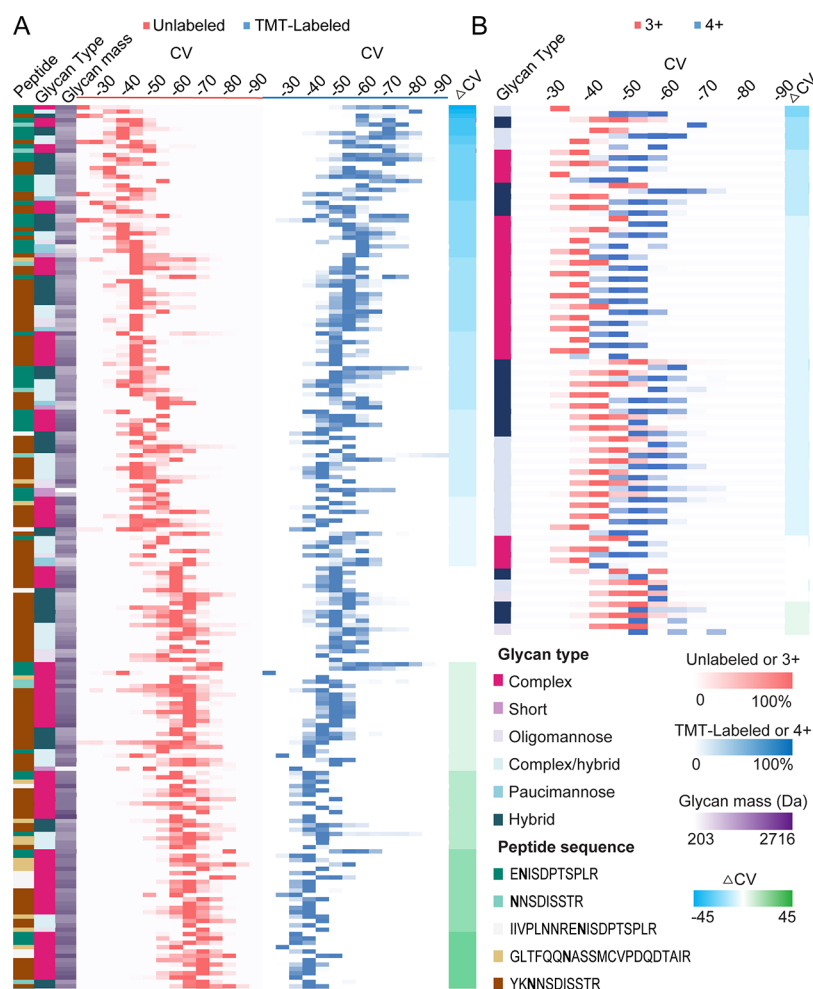 A
Unlabeled
TMT-Labeled
B
3+
4+
Peptide
Glycan Type
Glycan mass
CV
-30
-40
-50
-60
-70
-80
-90
CV
-30
-40
-50
-60
-70
-80
-90
△CV
Glycan Type
CV
-30
-40
-50
-60
-70
-80
-90
△CV
Glycan type
Complex
Short
Oligomannose
Complex/hybrid
Paucimannose
Hybrid
Peptide sequence
ENISDPTSPLR
NNSDISSTR
IIVPLNNRENISDPTSPLR
GLTFQQNASSMCVPDQDTAIR
YKNNSDISSTR
Unlabeled or 3+
0 100%
TMT-Labeled or 4+
0 100%
Glycan mass (Da)
203 2716
△CV
-45 45